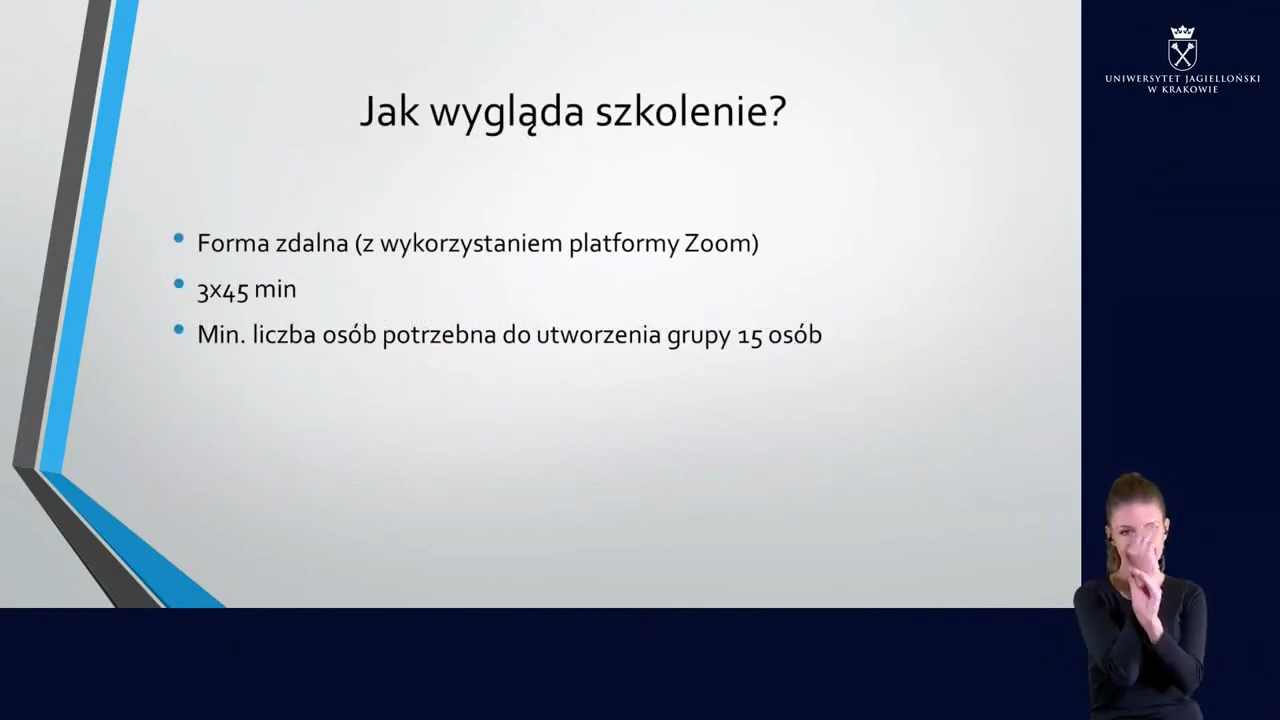 Jak wygląda szkolenie?
Forma zdalna (z wykorzystaniem platformy Zoom)
3x45 min
Min. liczba osób potrzebna do utworzenia grupy 15 osób
UNIWERSYTET JAGIELLOŃSKI
W KRAKOWIE